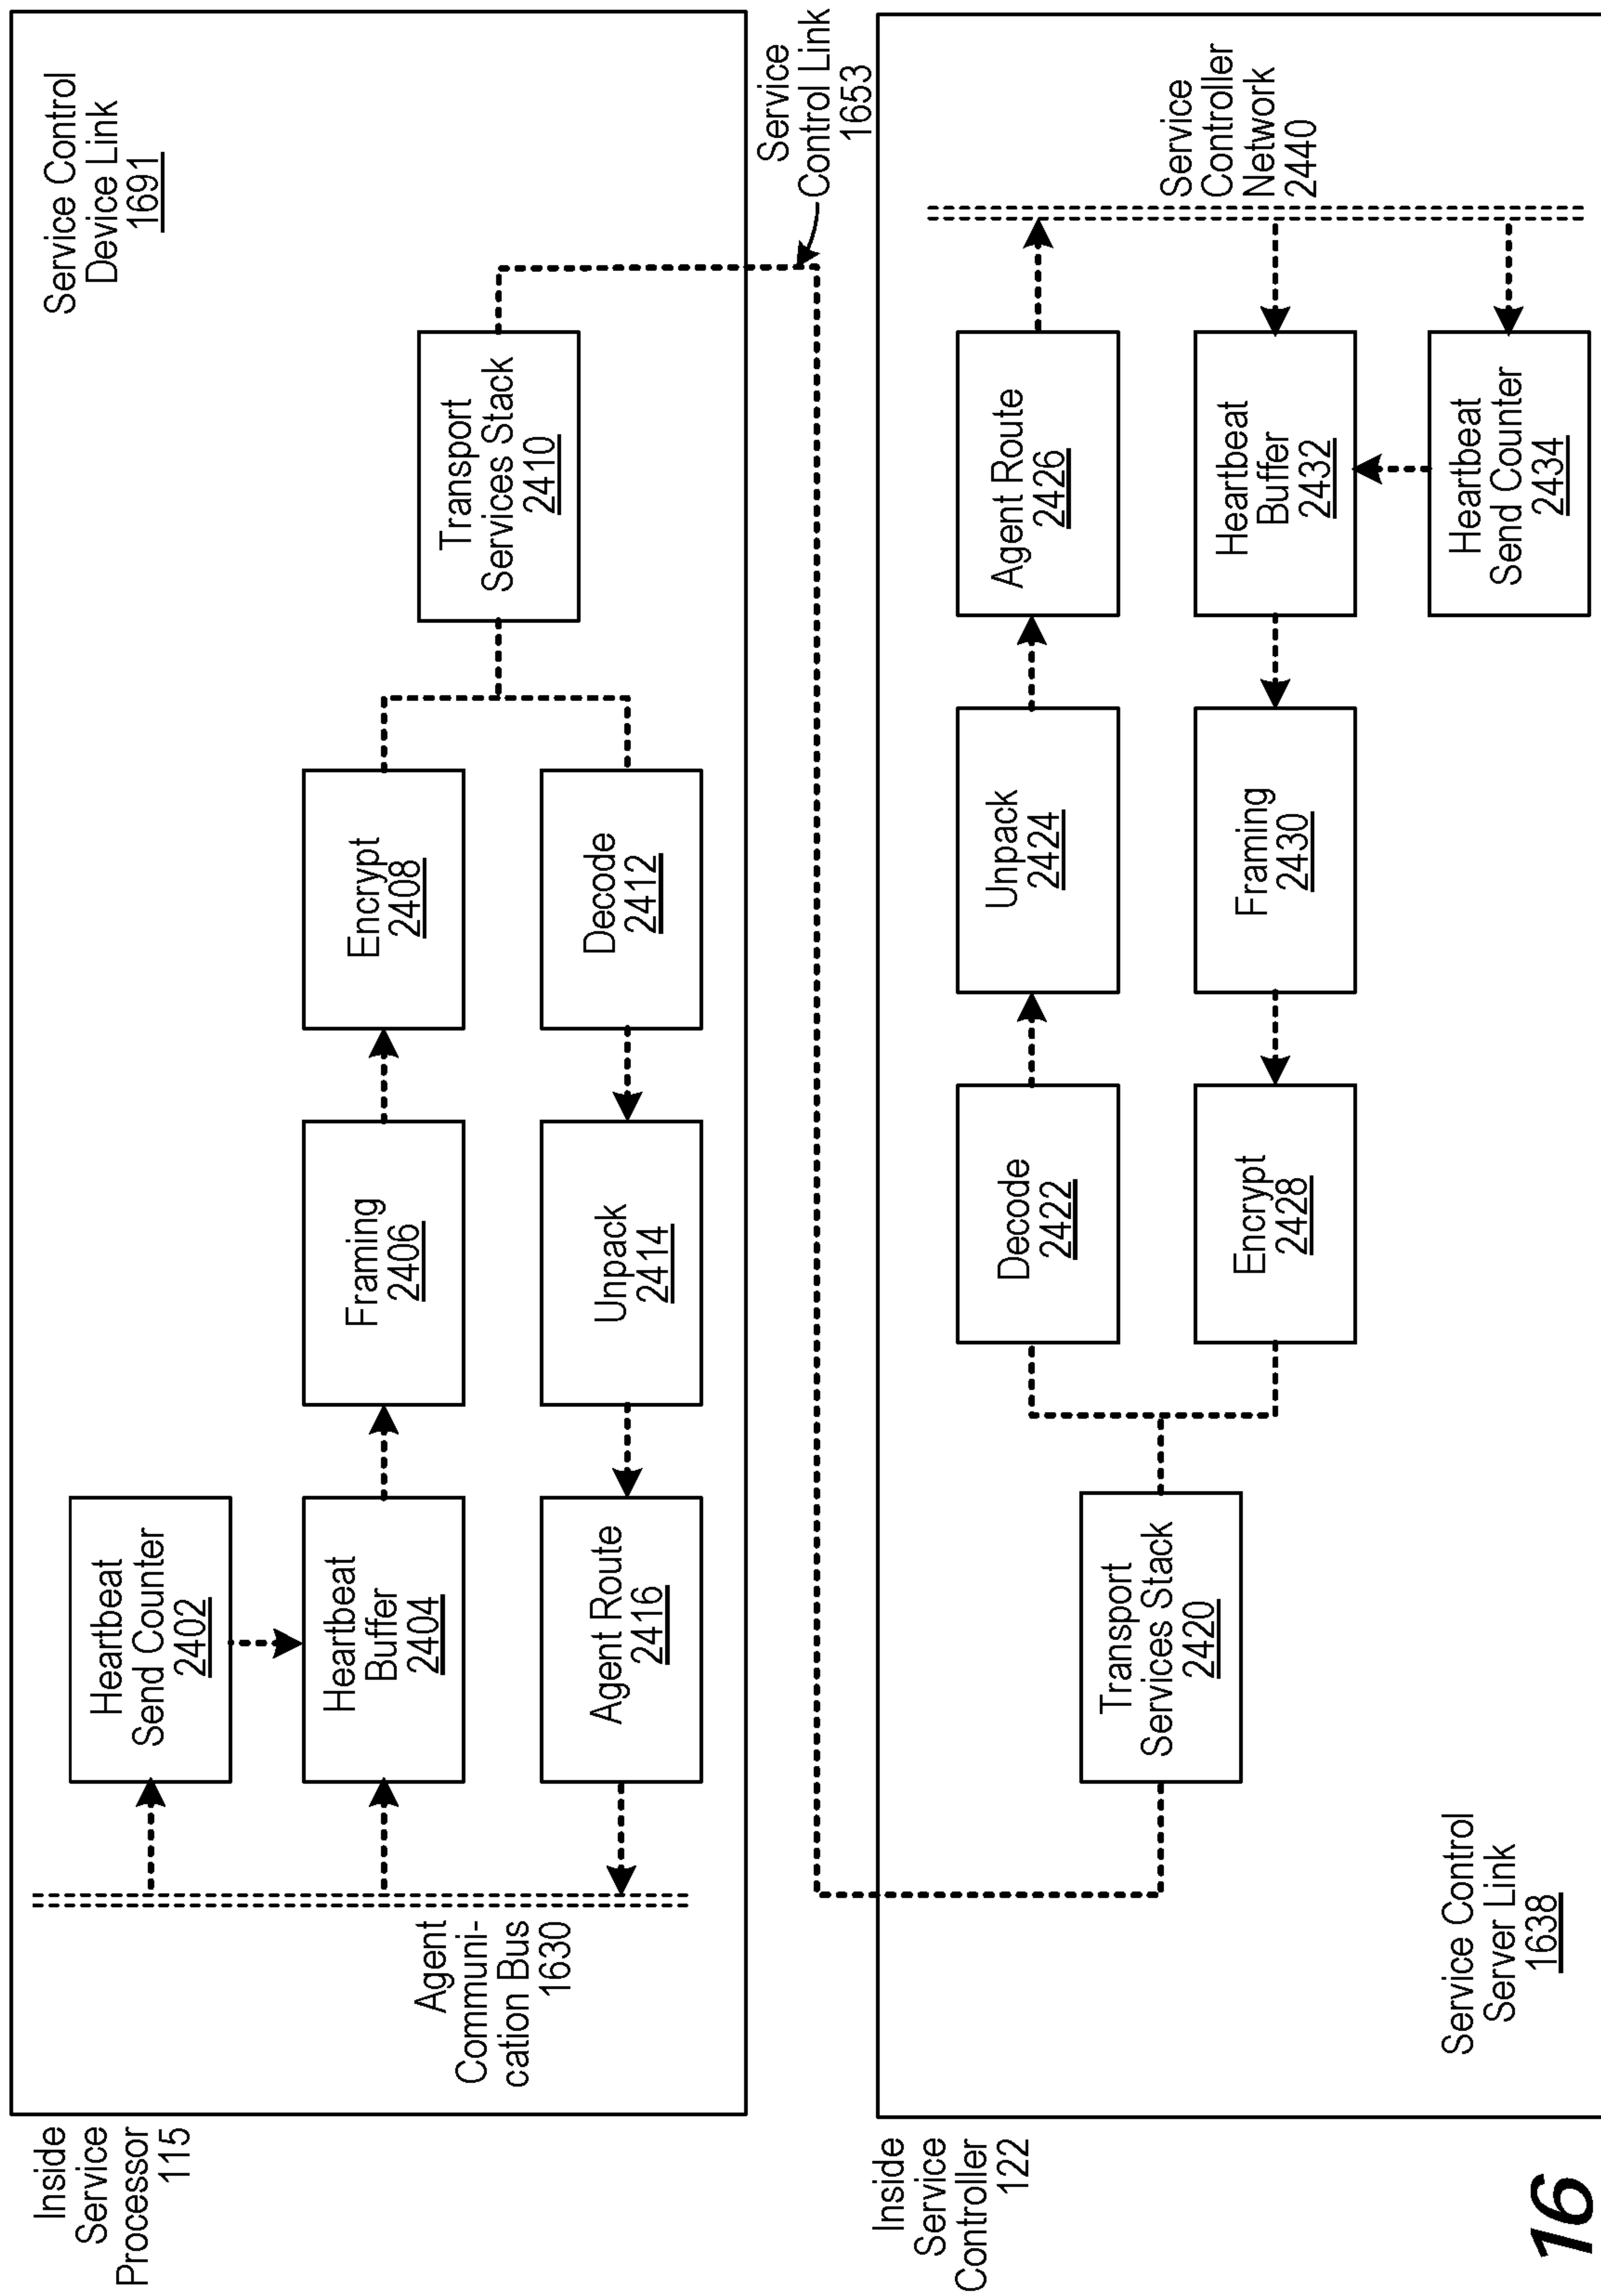 Inside
Service
Processor
115
Service Control
Device Link
1691
Heartbeat
Send Counter
2402
Heartbeat
Buffer
2404
Framing
2406
Encrypt
2408
Transport
Services Stack
2410
Agent Route
2416
Unpack
2414
Decode
2412
Agent
Communi-
cation Bus
1630
Service
Control Link
1653
Inside
Service
Controller
122
Decode
2422
Unpack
2424
Agent Route
2426
Service
Controller
Network
2440
Transport
Services Stack
2420
Encrypt
2428
Framing
2430
Heartbeat
Buffer
2432
Heartbeat
Send Counter
2434
Service Control
Server Link
1638
16